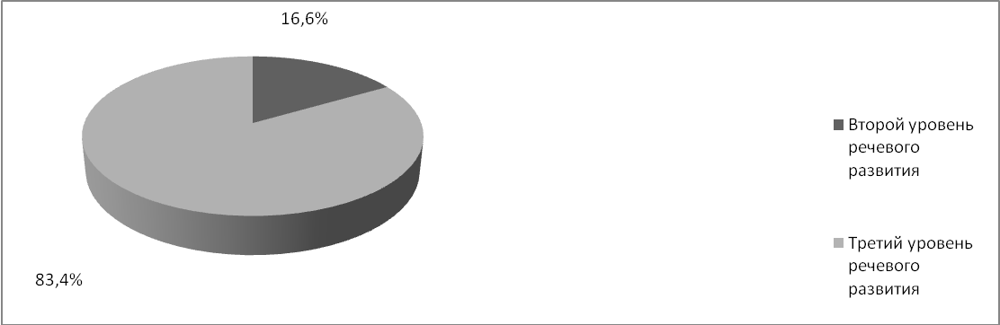 16,6%
Второй уровень
речевого
развития
Третий уровень
речевого
развития
83,4%